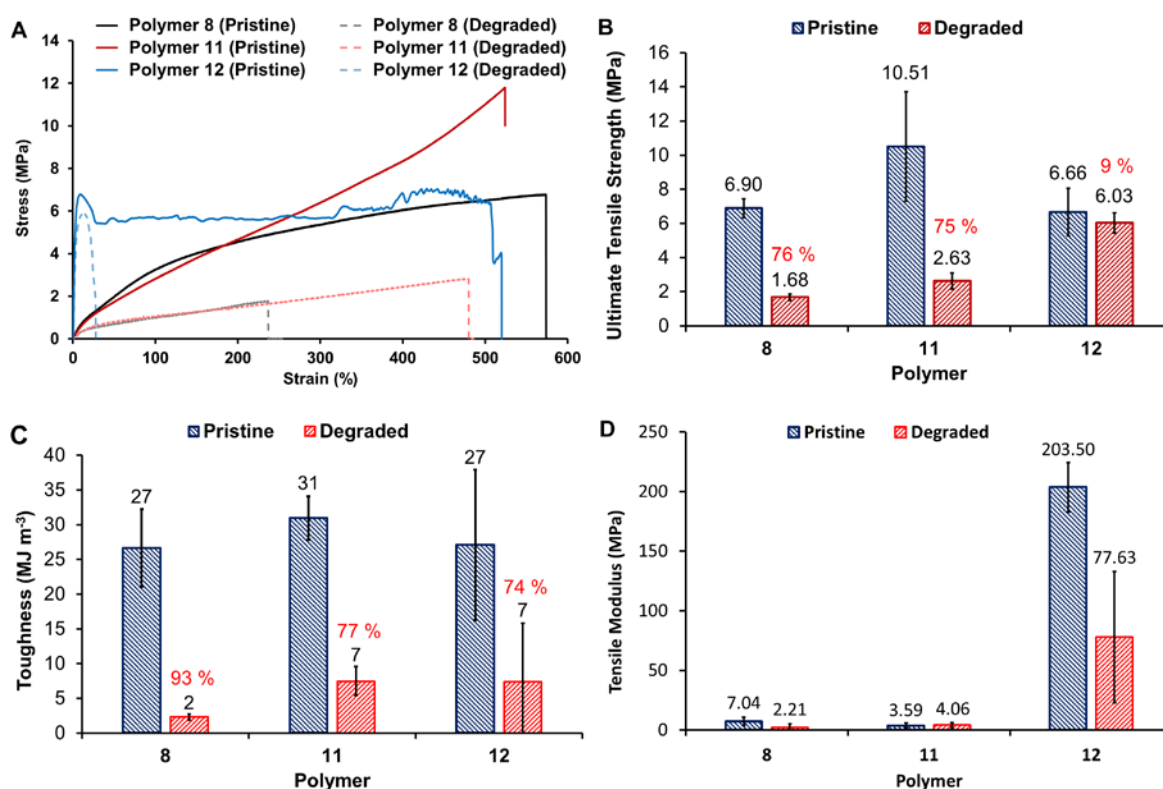 A
Polymer 8 (Pristine)
Polymer 8 (Degraded)
Polymer 11 (Pristine)
Polymer 11 (Degraded)
Polymer 12 (Pristine)
Polymer 12 (Degraded)
14
12
10
8
6
4
2
0
Stress (MPa)
0 100 200 300 400 500 600
Strain (%)
B
Pristine Degraded
16
14
12
10
8
6
4
2
0
Ultimate Tensile Strength (MPa)
6.90
76 %
1.68
10.51
75 %
2.63
6.66
9 %
6.03
8 11 12
Polymer
C
Pristine Degraded
40
35
30
25
20
15
10
5
0
Toughness (MJ m⁻³)
27
93 %
2
31
77 %
7
27
74 %
7
8 11 12
Polymer
D
Pristine Degraded
250
200
150
100
50
0
Tensile Modulus (MPa)
7.04
2.21
3.59
4.06
203.50
77.63
8 11 12
Polymer